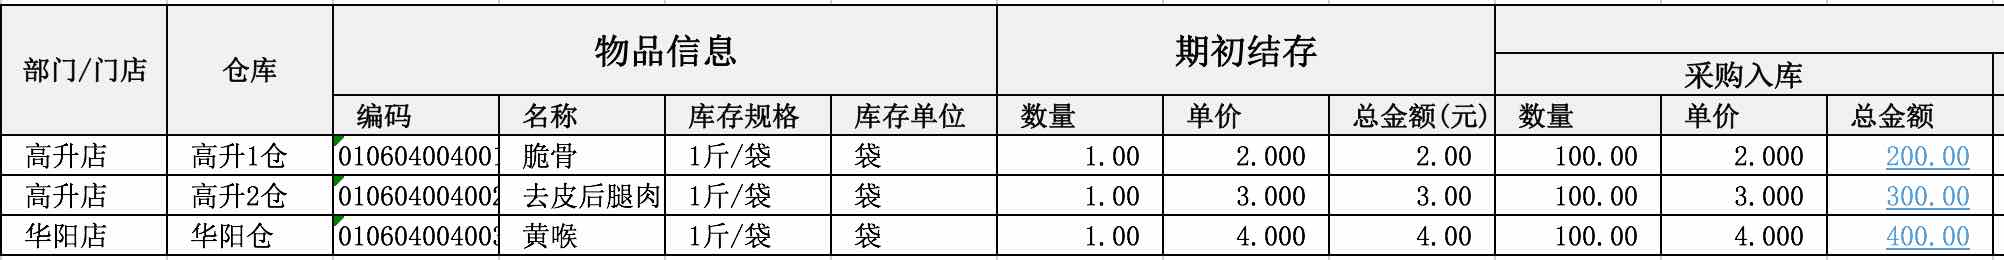 部门/门店 仓库 物品信息 期初结存
采购入库
编码 名称 库存规格 库存单位 数量 单价 总金额(元) 数量 单价 总金额
高升店 高升1仓 010604004001 脆骨 1斤/袋 袋 1.00 2.000 2.00 100.00 2.000 200.00
高升店 高升2仓 010604004002 去皮后腿肉 1斤/袋 袋 1.00 3.000 3.00 100.00 3.000 300.00
华阳店 华阳仓 010604004003 黄喉 1斤/袋 袋 1.00 4.000 4.00 100.00 4.000 400.00